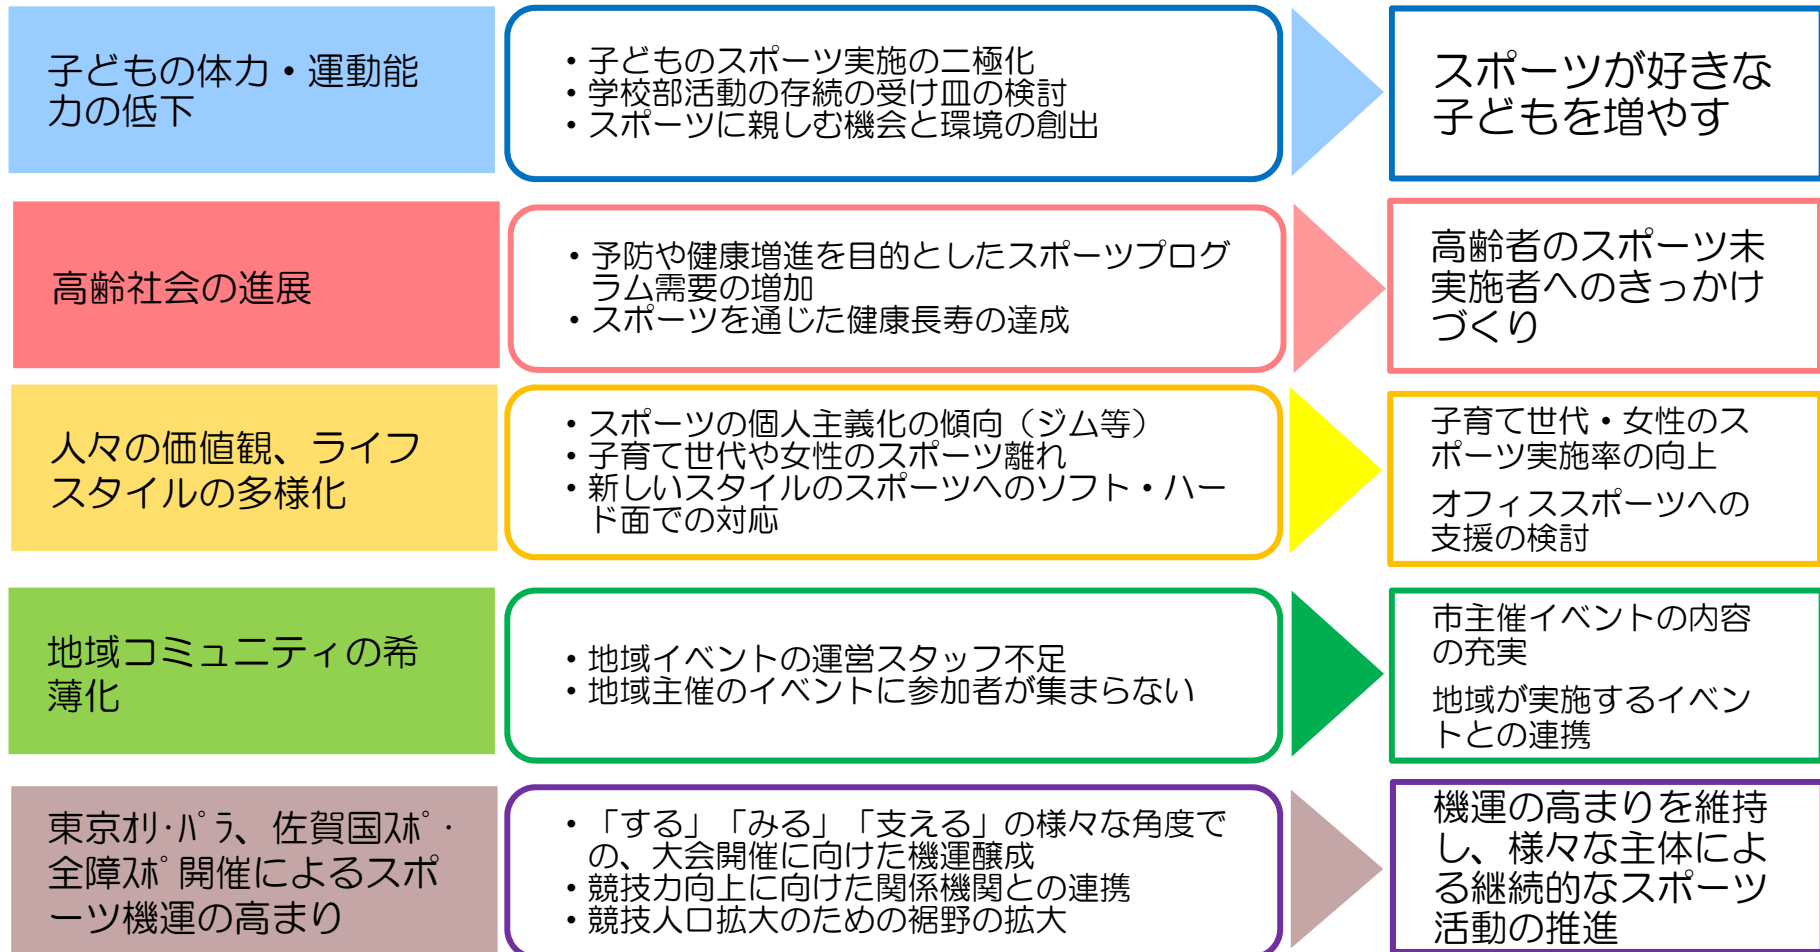 子どもの体力・運動能
力の低下
・子どものスポーツ実施の二極化
・学校部活動の存続の受け皿の検討
・スポーツに親しむ機会と環境の創出
スポーツが好きな
子どもを増やす
高齢社会の進展
・予防や健康増進を目的としたスポーツプログ
ラム需要の増加
・スポーツを通じた健康長寿の達成
高齢者のスポーツ未
実施者へのきっかけ
づくり
人々の価値観、ライフ
スタイルの多様化
・スポーツの個人主義化の傾向（ジム等）
・子育て世代や女性のスポーツ離れ
・新しいスタイルのスポーツへのソフト・ハー
ド面での対応
子育て世代・女性のス
ポーツ実施率の向上
オフィススポーツへの
支援の検討
地域コミュニティの希
薄化
・地域イベントの運営スタッフ不足
・地域主催のイベントに参加者が集まらない
市主催イベントの内容
の充実
地域が実施するイベン
トとの連携
東京ｵﾘ･ﾊﾟﾗ、佐賀国ｽﾎﾟ・
全障ｽﾎﾟ開催によるスポ
ーツ機運の高まり
・「する」「みる」「支える」の様々な角度で
の、大会開催に向けた機運醸成
・競技力向上に向けた関係機関との連携
・競技人口拡大のための裾野の拡大
機運の高まりを維持
し、様々な主体によ
る継続的なスポーツ
活動の推進